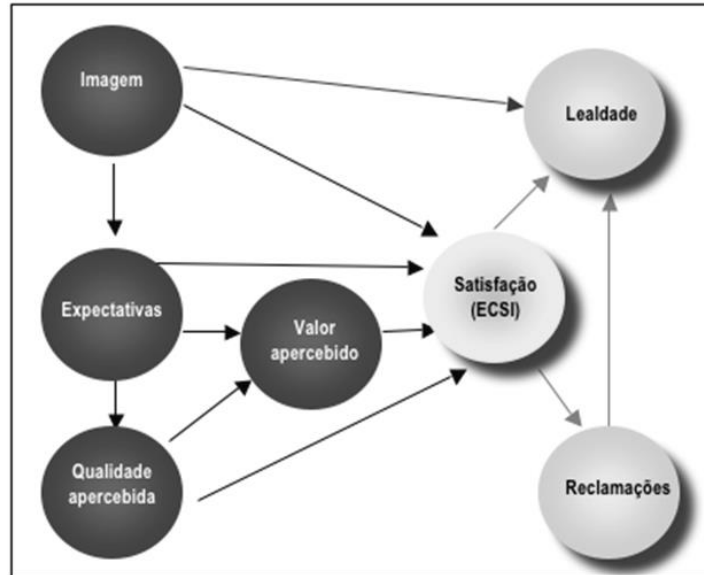 Imagem
Lealdade
Expectativas
Valor
apercebido
Satisfação
(ECSI)
Qualidade
apercebida
Reclamações